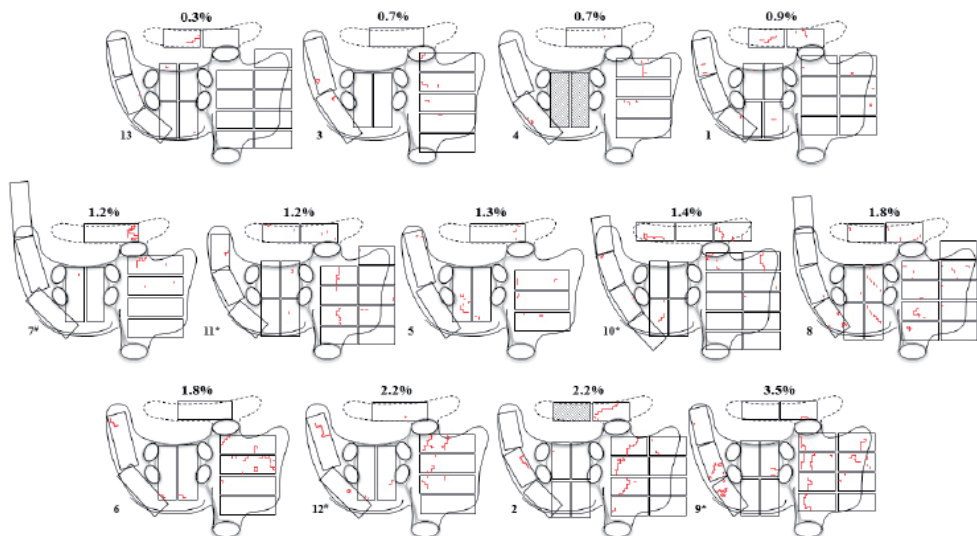 0.3% 0.7% 0.7% 0.9%
13 3 4 1
1.2% 1.2% 1.3% 1.4% 1.8%
7# 11* 5 10* 8
1.8% 2.2% 2.2% 3.5%
6 12# 2 9*